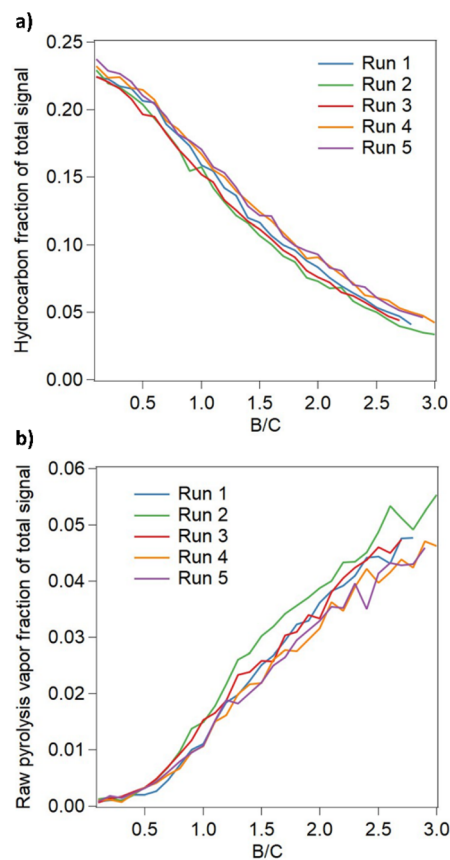 a)
0.25
0.20
0.15
0.10
0.05
0.00
Hydrocarbon fraction of total signal
Run 1
Run 2
Run 3
Run 4
Run 5
0.5 1.0 1.5 2.0 2.5 3.0
B/C
b)
0.06
0.05
0.04
0.03
0.02
0.01
0.00
Raw pyrolysis vapor fraction of total signal
Run 1
Run 2
Run 3
Run 4
Run 5
0.5 1.0 1.5 2.0 2.5 3.0
B/C